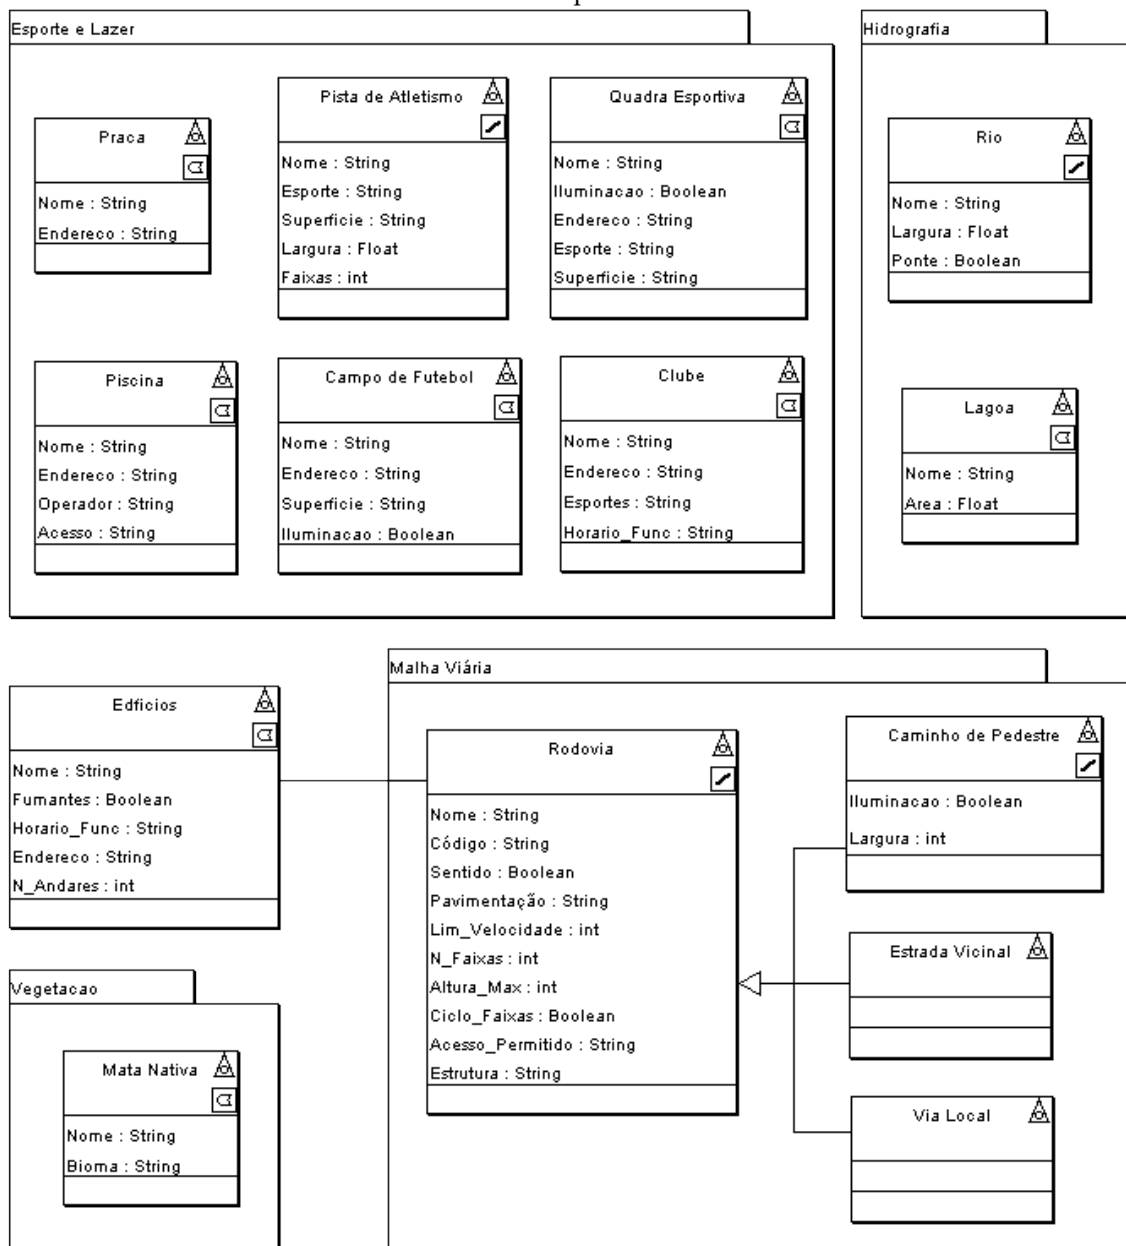 Esporte e Lazer
Praca
Nome : String
Endereco : String
Pista de Atletismo
Nome : String
Esporte : String
Superficie : String
Largura : Float
Faixas : int
Quadra Esportiva
Nome : String
Iluminacao : Boolean
Endereco : String
Esporte : String
Superficie : String
Piscina
Nome : String
Endereco : String
Operador : String
Acesso : String
Campo de Futebol
Nome : String
Endereco : String
Superficie : String
Iluminacao : Boolean
Clube
Nome : String
Endereco : String
Esportes : String
Horario_Func : String
Hidrografia
Rio
Nome : String
Largura : Float
Ponte : Boolean
Lagoa
Nome : String
Area : Float
Edficios
Nome : String
Fumantes : Boolean
Horario_Func : String
Endereco : String
N_Andares : int
Malha Viária
Rodovia
Nome : String
Código : String
Sentido : Boolean
Pavimentação : String
Lim_Velocidade : int
N_Faixas : int
Altura_Max : int
Ciclo_Faixas : Boolean
Acesso_Permitido : String
Estrutura : String
Caminho de Pedestre
Iluminacao : Boolean
Largura : int
Estrada Vicinal
Via Local
Vegetacao
Mata Nativa
Nome : String
Bioma : String